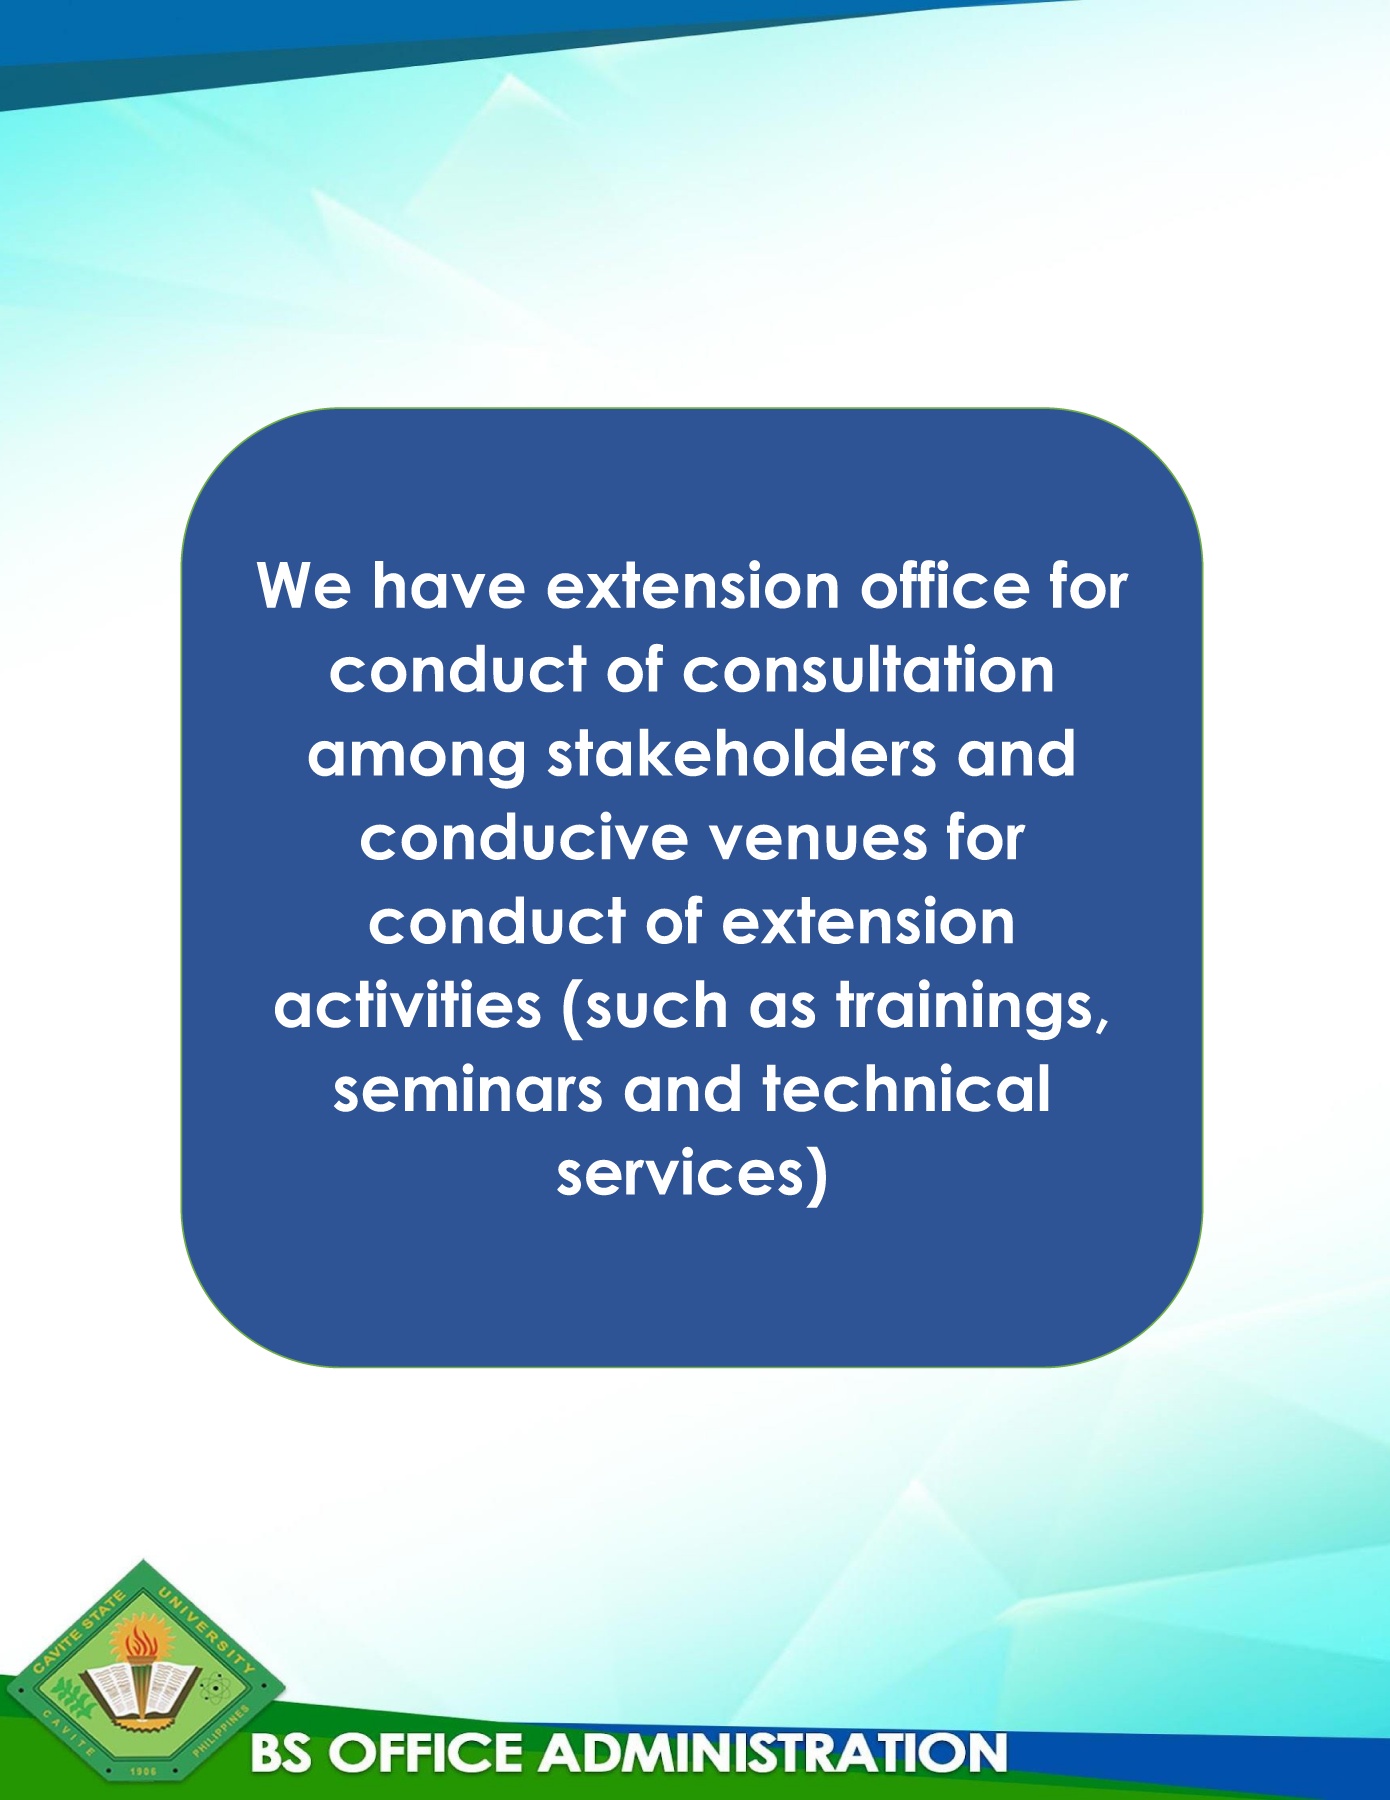 We have extension office for
conduct of consultation
among stakeholders and
conducive venues for
conduct of extension
activities (such as trainings,
seminars and technical
services)
CAVITE STATE UNIVERSITY
CAVITE PHILIPPINES
1906
BS OFFICE ADMINISTRATION